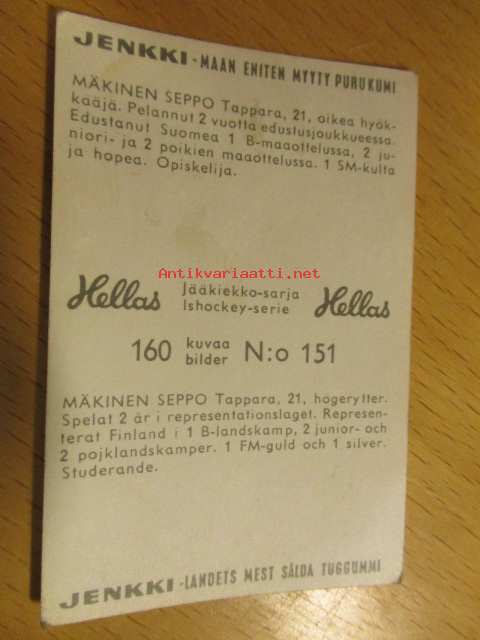 JENKKI - MAAN ENITEN MYYTY PURUKUMI
MÄKINEN SEPPO Tappara, 21, oikea hyök-
kääjä. Pelannut 2 vuotta edustusjoukkueessa.
Edustanut Suomea 1 B-maaottelussa, 2 ju-
niori- ja 2 poikien maaottelussa. 1 SM-kulta
ja hopea. Opiskelija.
Antikvariaatti.net
Hellas Jääkiekko-sarja Hellas
Ishockey-serie
160 kuvaa N:o 151
bilder
MÄKINEN SEPPO Tappara, 21, högerytter.
Spelat 2 år i representationslaget. Represen-
terat Finland i 1 B-landskamp, 2 junior- och
2 pojklandskamper. 1 FM-guld och 1 silver.
Studerande.
JENKKI - LANDETS MEST SÅLDA TUGGUMMI